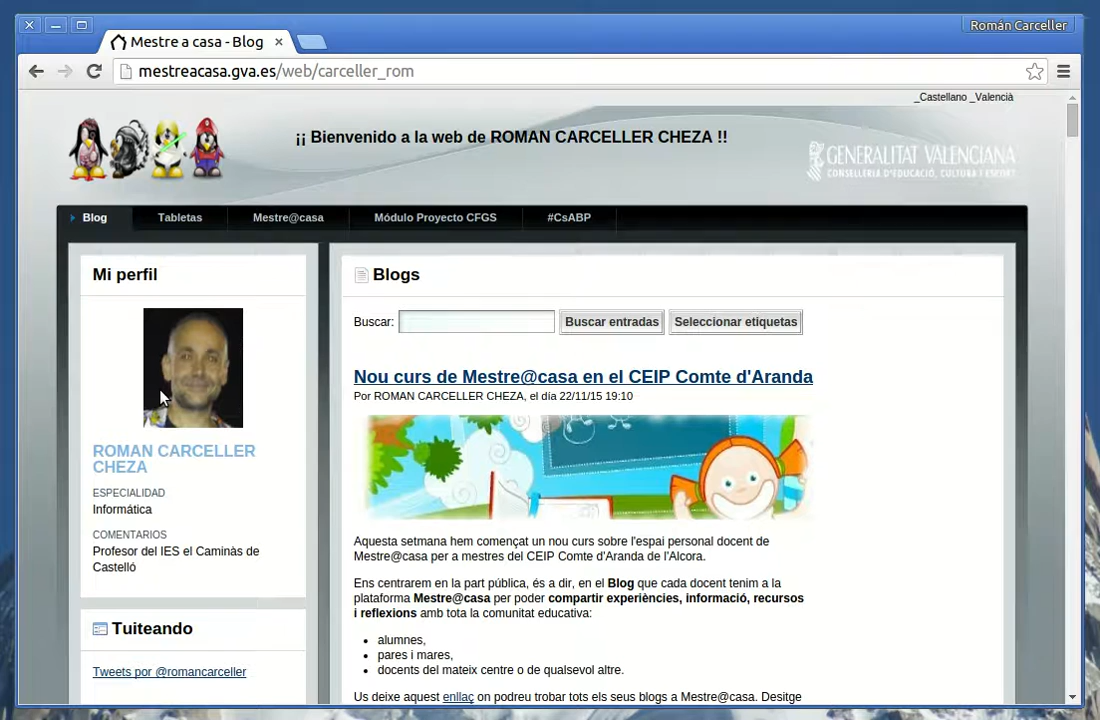 Román Carceller
Mestre a casa - Blog
mestreacasa.gva.es/web/carceller_rom
_Castellano _Valencià
¡¡ Bienvenido a la web de ROMAN CARCELLER CHEZA !!
GENERALITAT VALENCIANA
CONSELLERIA D'EDUCACIÓ, CULTURA I ESPORT
Blog Tabletas Mestre@casa Módulo Proyecto CFGS #CsABP
Mi perfil
ROMAN CARCELLER
CHEZA
ESPECIALIDAD
Informática
COMENTARIOS
Profesor del IES el Caminàs de
Castelló
Tuiteando
Tweets por @romancarceller
Blogs
Buscar: Buscar entradas Seleccionar etiquetas
Nou curs de Mestre@casa en el CEIP Comte d'Aranda
Por ROMAN CARCELLER CHEZA, el día 22/11/15 19:10
Aquesta setmana hem començat un nou curs sobre l'espai personal docent de
Mestre@casa per a mestres del CEIP Comte d'Aranda de l'Alcora.
Ens centrarem en la part pública, és a dir, en el Blog que cada docent tenim a la
plataforma Mestre@casa per poder compartir experiències, informació, recursos
i reflexions amb tota la comunitat educativa:
• alumnes,
• pares i mares,
• docents del mateix centre o de qualsevol altre.
Us deixe aquest enllaç on podreu trobar tots els seus blogs a Mestre@casa. Desitge